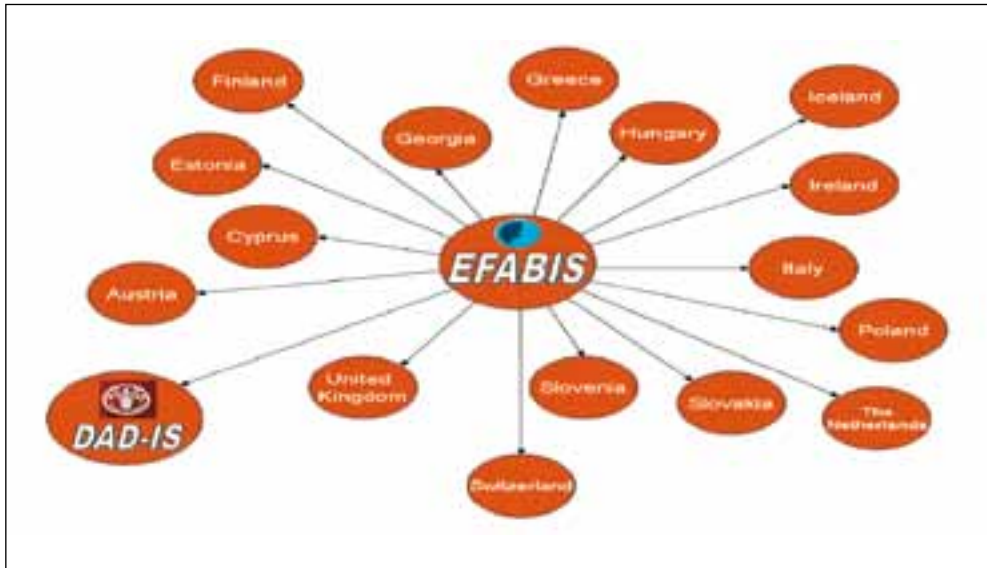 Finland
Greece
Iceland
Georgia
Hungary
Estonia
Ireland
Cyprus
EFABIS
Italy
Austria
Poland
United
Kingdom
Slovenia
Slovakia
The
Netherlands
DAD-IS
Switzerland